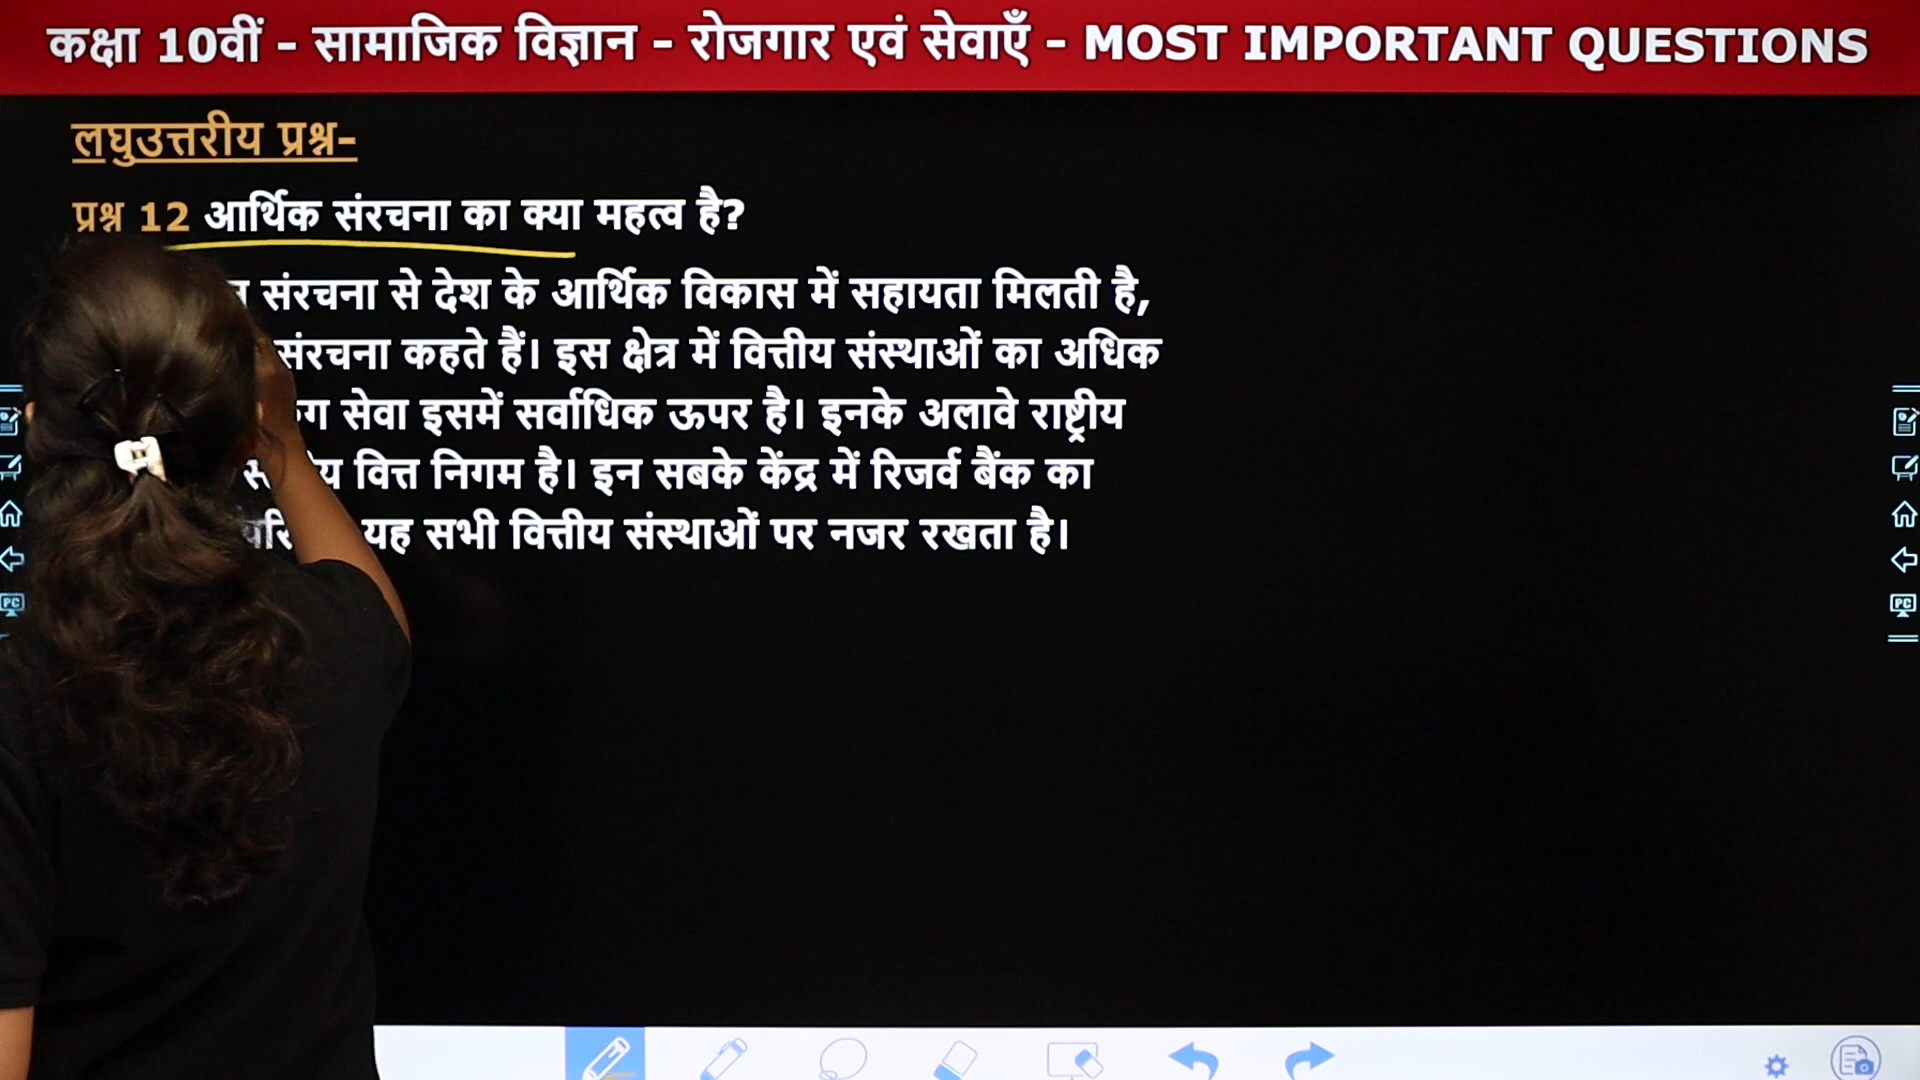 कक्षा 10वीं - सामाजिक विज्ञान - रोजगार एवं सेवाएँ - MOST IMPORTANT QUESTIONS
लघुउत्तरीय प्रश्न-
प्रश्न 12 आर्थिक संरचना का क्या महत्व है?
संरचना से देश के आर्थिक विकास में सहायता मिलती है,
संरचना कहते हैं। इस क्षेत्र में वित्तीय संस्थाओं का अधिक
सेवा इसमें सर्वाधिक ऊपर है। इनके अलावे राष्ट्रीय
वित्त निगम है। इन सबके केंद्र में रिजर्व बैंक का
यह सभी वित्तीय संस्थाओं पर नजर रखता है।
PC
PC